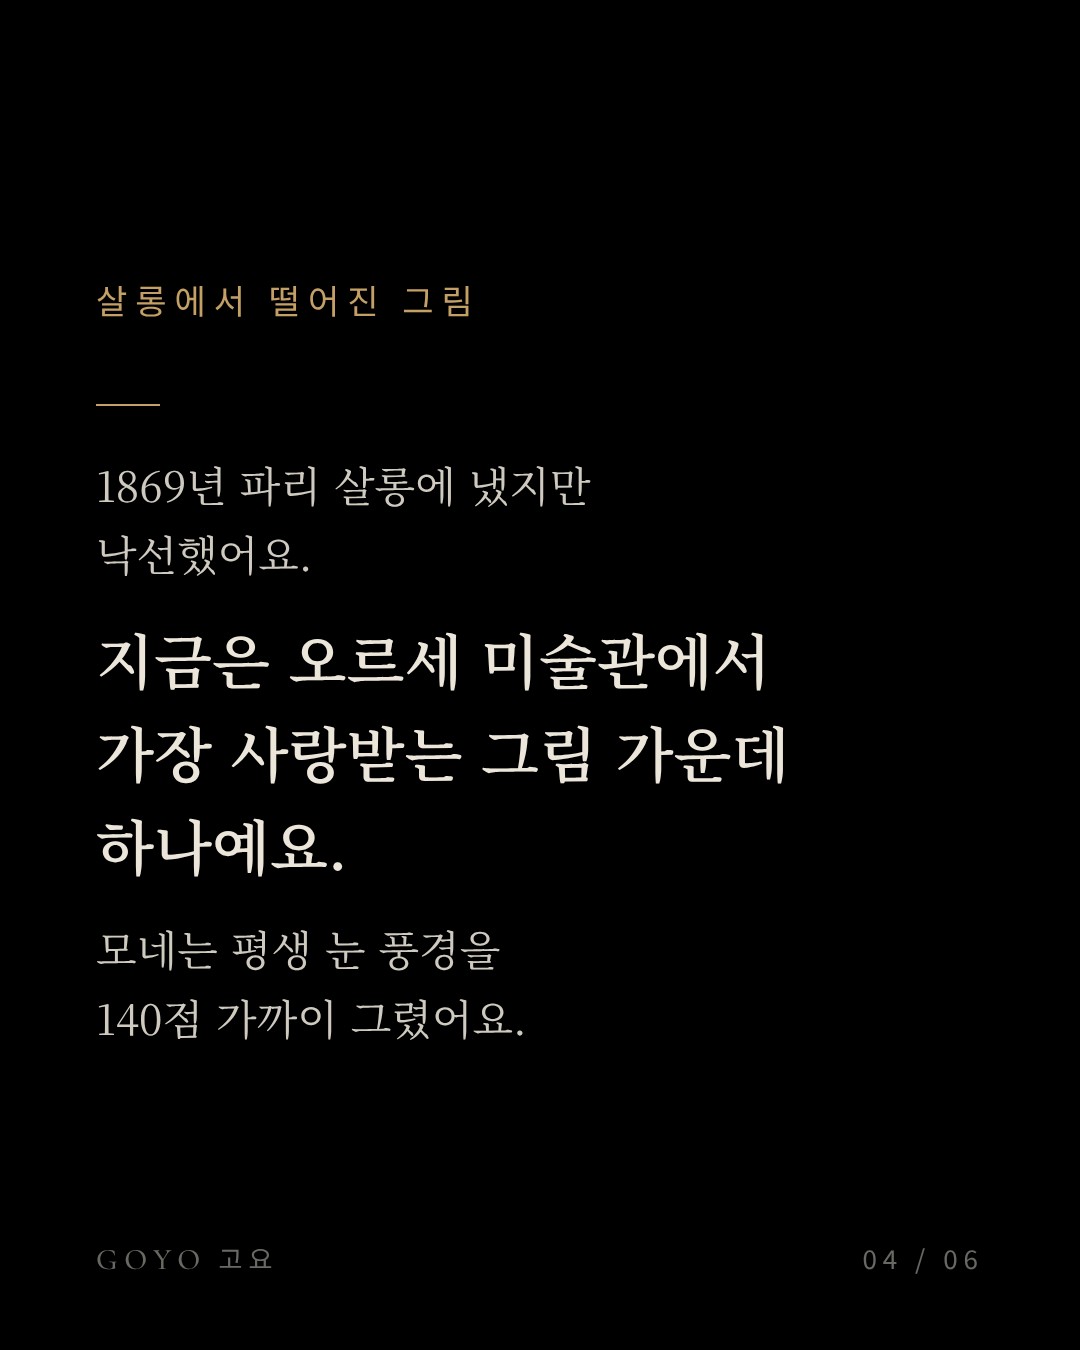 살롱에서 떨어진 그림
1869년 파리 살롱에 냈지만
낙선했어요.
지금은 오르세 미술관에서
가장 사랑받는 그림 가운데
하나예요.
모네는 평생 눈 풍경을
140점 가까이 그렸어요.
GOYO 고요
04 / 06